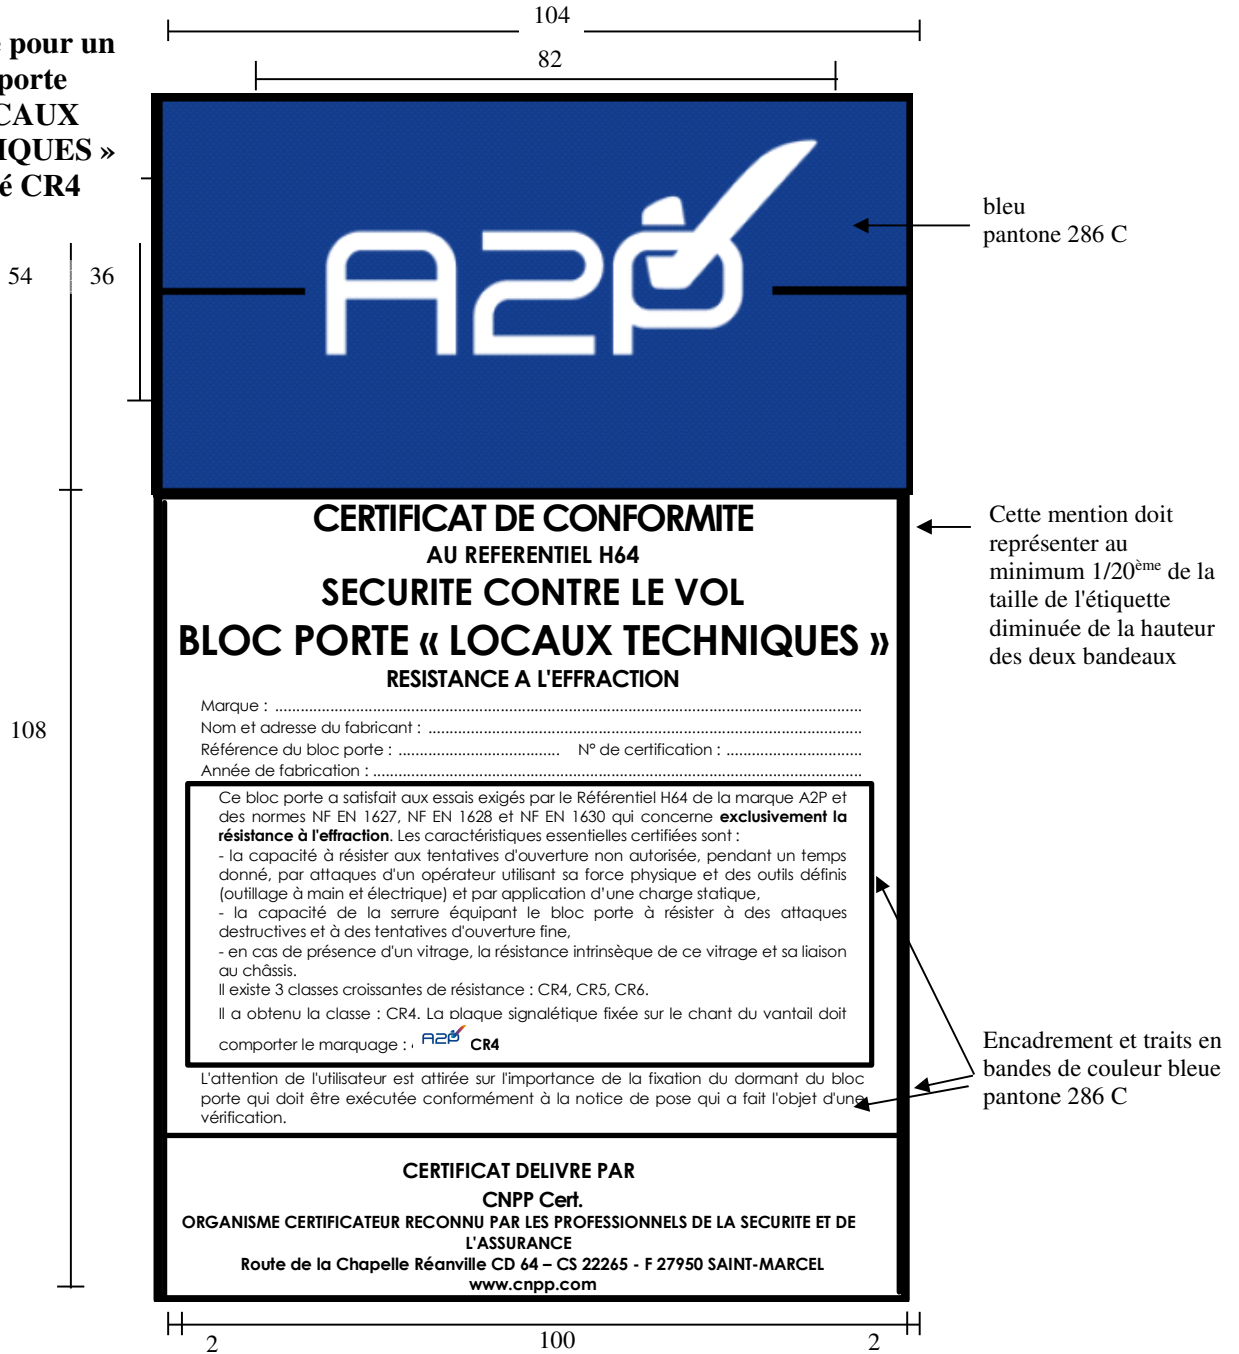 104
82
pour un
porte
CAUX
IQUES »
é CR4
A2P
bleu
pantone 286 C
54
36
CERTIFICAT DE CONFORMITE
AU REFERENTIEL H64
SECURITE CONTRE LE VOL
BLOC PORTE « LOCAUX TECHNIQUES »
RESISTANCE A L'EFFRACTION
Cette mention doit
représenter au
minimum 1/20ème de la
taille de l'étiquette
diminuée de la hauteur
des deux bandeaux
108
Marque : ................................................................
Nom et adresse du fabricant : ................................................................
Référence du bloc porte : ...................................... N° de certification : ................................
Année de fabrication : ................................................................
Ce bloc porte a satisfait aux essais exigés par le Référentiel H64 de la marque A2P et
des normes NF EN 1627, NF EN 1628 et NF EN 1630 qui concerne exclusivement la
résistance à l'effraction. Les caractéristiques essentielles certifiées sont :
- la capacité à résister aux tentatives d'ouverture non autorisée, pendant un temps
donné, par attaques d'un opérateur utilisant sa force physique et des outils définis
(outillage à main et électrique) et par application d'une charge statique,
- la capacité de la serrure équipant le bloc porte à résister à des attaques
destructives et à des tentatives d'ouverture fine,
- en cas de présence d'un vitrage, la résistance intrinsèque de ce vitrage et sa liaison
au châssis.
Il existe 3 classes croissantes de résistance : CR4, CR5, CR6.
Il a obtenu la classe : CR4. La plaque signalétique fixée sur le chant du vantail doit
comporter le marquage : A2P CR4
Encadrement et traits en
bandes de couleur bleue
pantone 286 C
L'attention de l'utilisateur est attirée sur l'importance de la fixation du dormant du bloc
porte qui doit être exécutée conformément à la notice de pose qui a fait l'objet d'une
vérification.
CERTIFICAT DELIVRE PAR
CNPP Cert.
ORGANISME CERTIFICATEUR RECONNU PAR LES PROFESSIONNELS DE LA SECURITE ET DE
L'ASSURANCE
Route de la Chapelle Réanville CD 64 – CS 22265 - F 27950 SAINT-MARCEL
www.cnpp.com
2
100
2